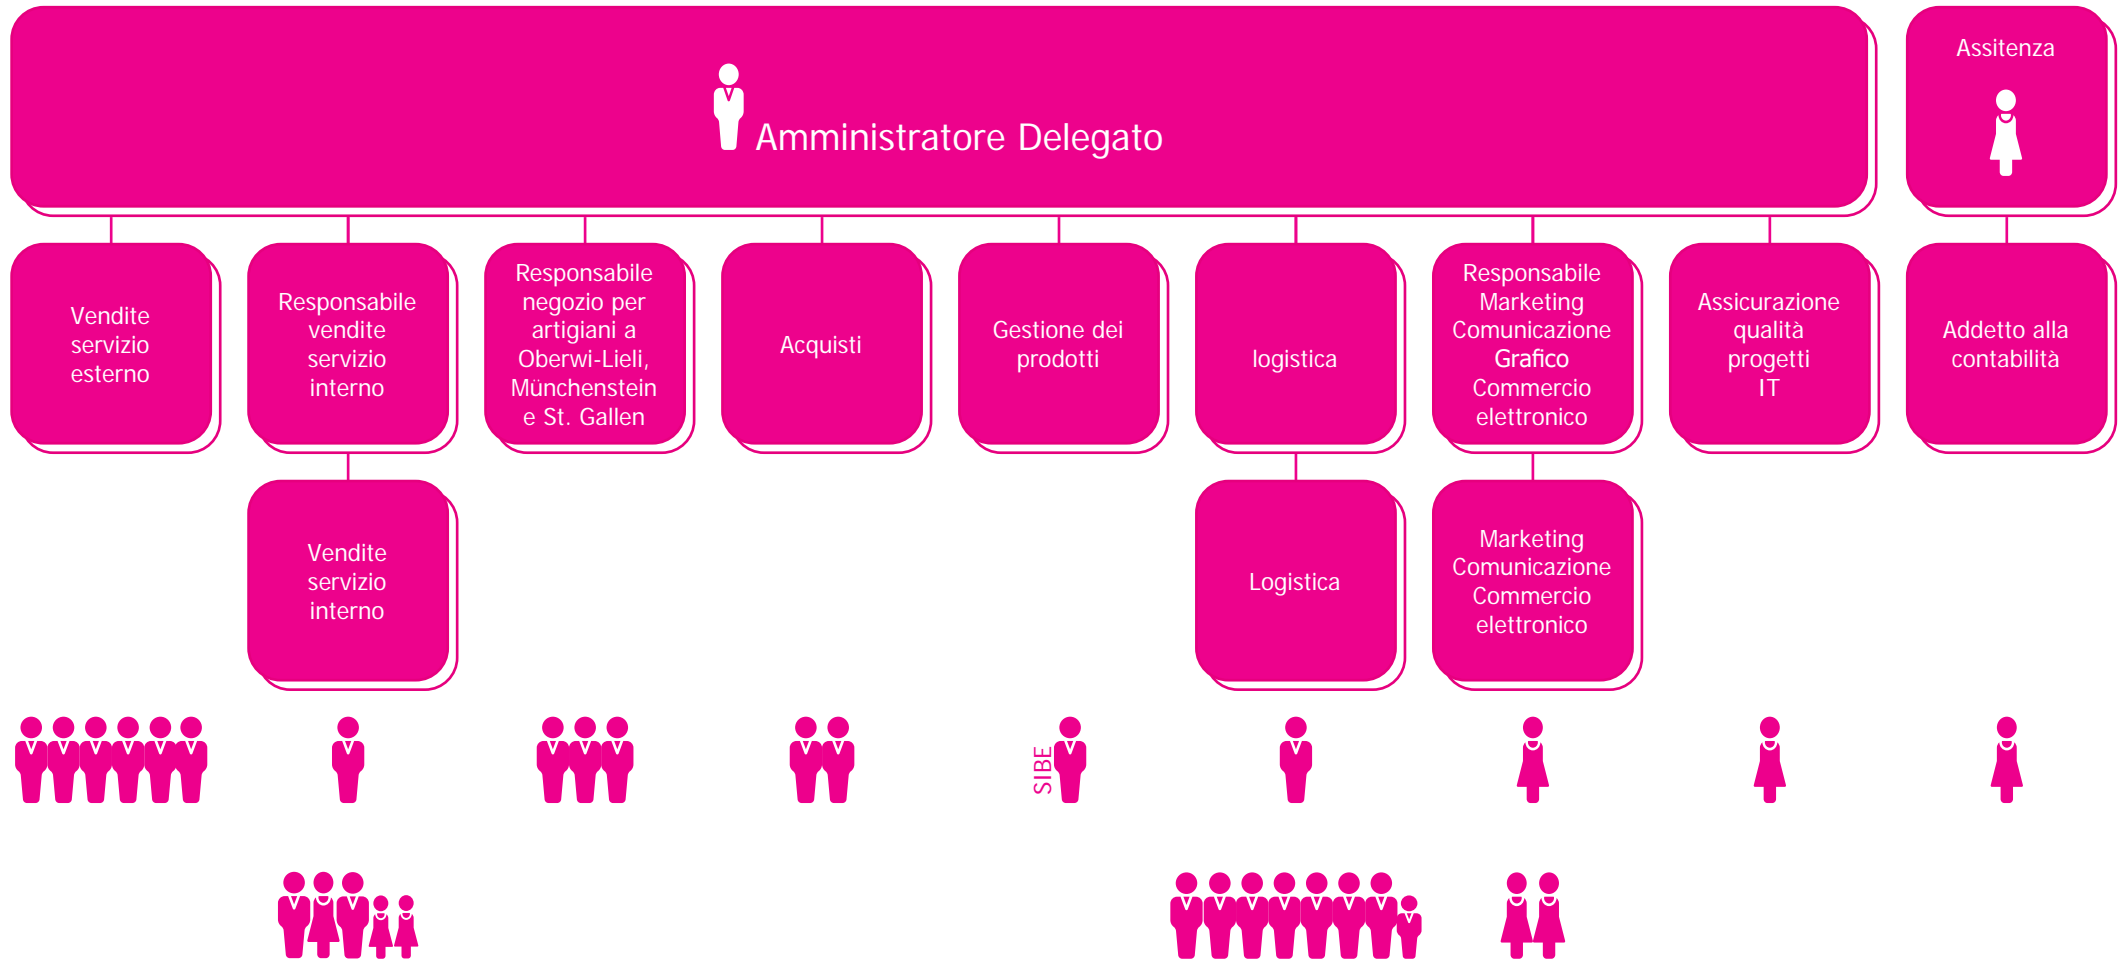 Amministratore Delegato
Assitenza
Vendite
servizio
esterno
Responsabile
vendite
servizio
interno
Responsabile
negozio per
artigiani a
Oberwi-Lieli,
Münchenstein
e St. Gallen
Acquisti
Gestione dei
prodotti
logistica
Responsabile
Marketing
Comunicazione
Grafico
Commercio
elettronico
Assicurazione
qualità
progetti
IT
Addetto alla
contabilità
Vendite
servizio
interno
Logistica
Marketing
Comunicazione
Commercio
elettronico
SIBE